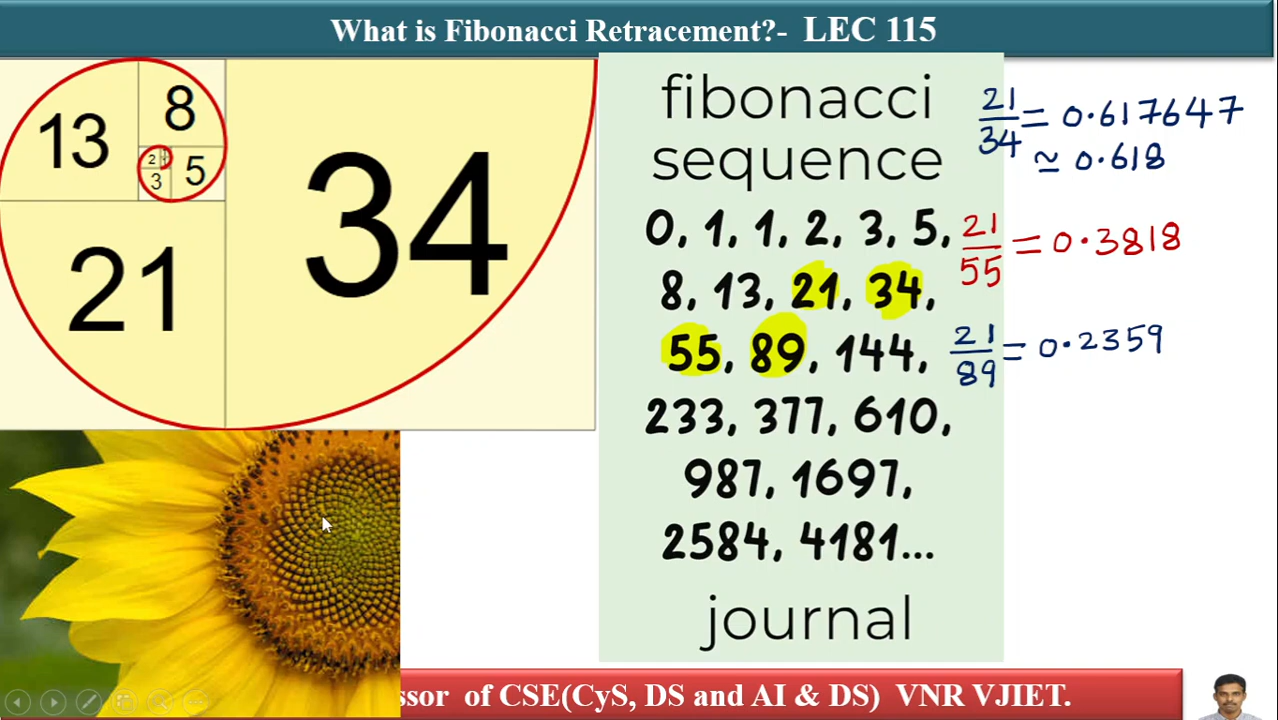 What is Fibonacci Retracement?- LEC 115
13
8
2
3
5
21
34
fibonacci
sequence
0, 1, 1, 2, 3, 5,
8, 13, 21, 34,
55, 89, 144,
233, 377, 610,
987, 1697,
2584, 4181...
journal
21/34 = 0.617647
≃ 0.618
21/55 = 0.3818
21/89 = 0.2359
ssor of CSE(CyS, DS and AI & DS) VNR VJIET.